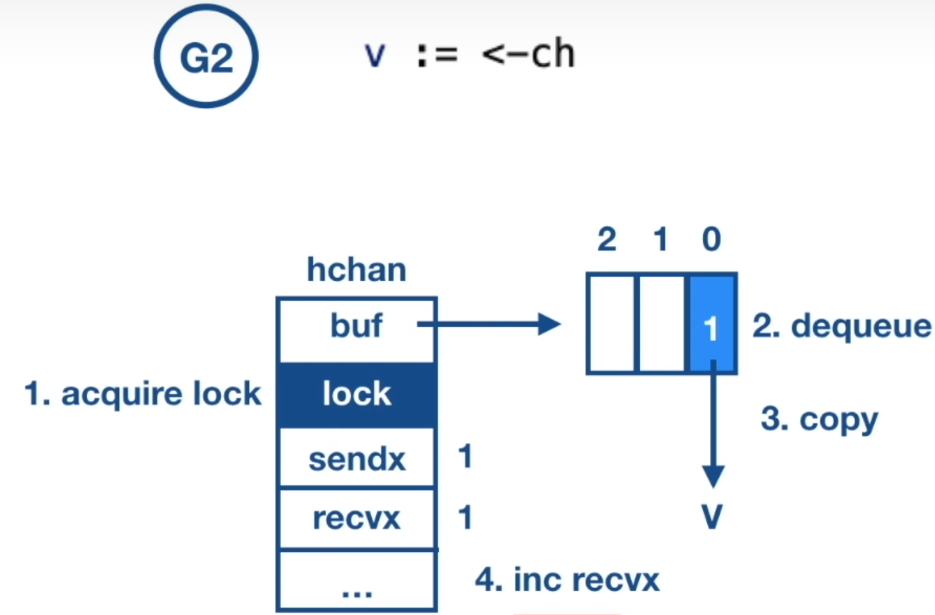 G2 v := <-ch
2 1 0
hchan
buf
1 2. dequeue
1. acquire lock lock
3. copy
sendx 1
recvx 1
v
... 4. inc recvx